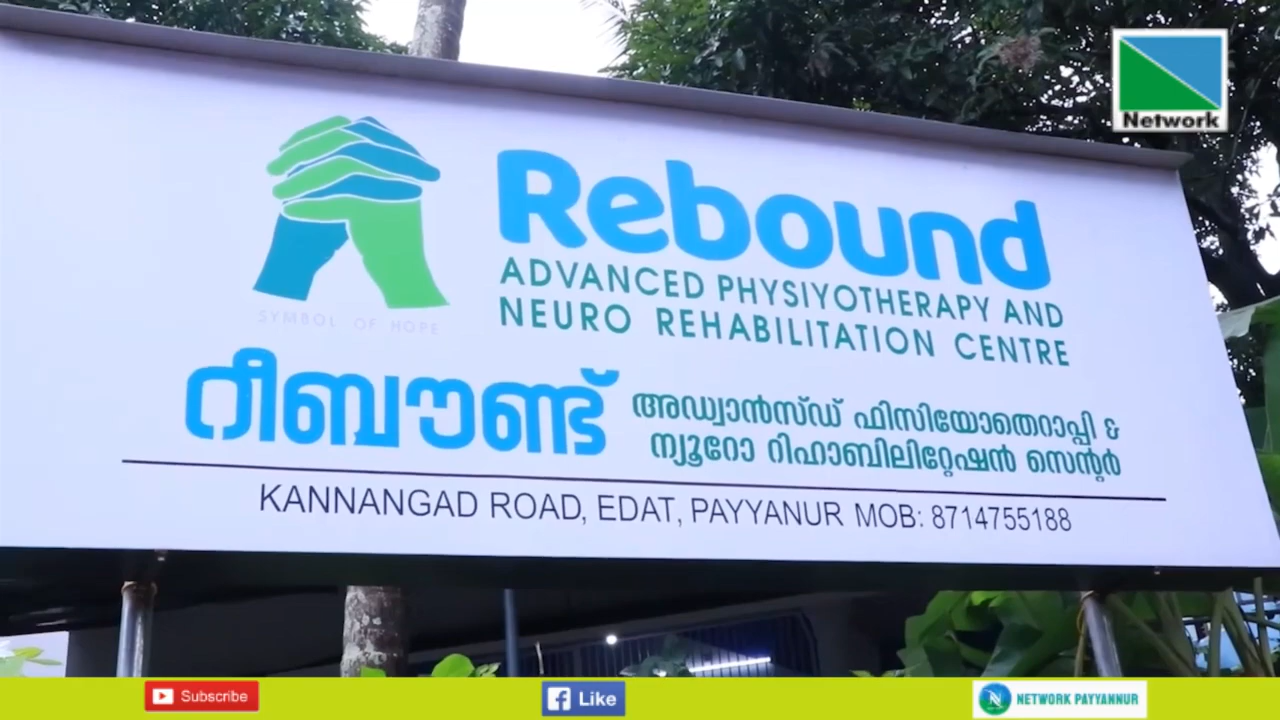 Network
Rebound
ADVANCED PHYSIYOTHERAPY AND
NEURO REHABILITATION CENTRE
SYMBOL OF HOPE
റീബൗണ്ട്
അഡ്വാൻസ്ഡ് ഫിസിയോതെറാപ്പി &
ന്യൂറോ റിഹാബിലിറ്റേഷൻ സെന്റർ
KANNANGAD ROAD, EDAT, PAYYANUR MOB: 8714755188
Subscribe
Like
NETWORK PAYYANNUR